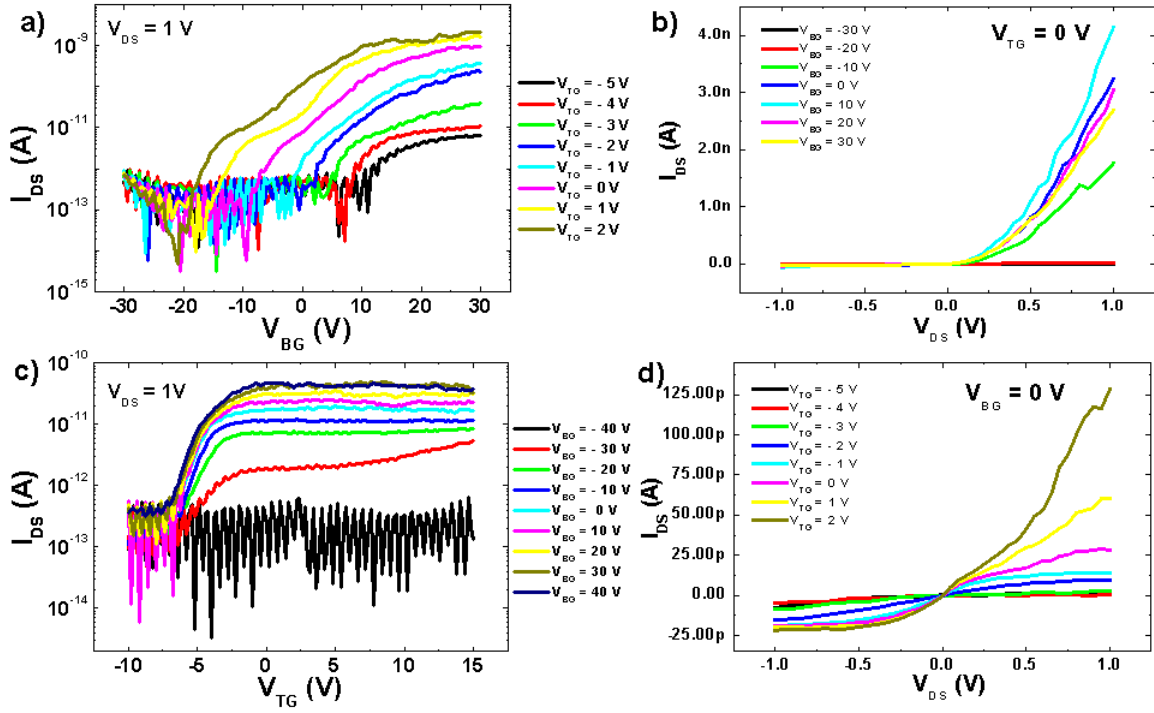 a)
V_DS = 1 V
10^-9
10^-11
10^-13
10^-15
I_DS (A)
-30 -20 -10 0 10 20 30
V_BG (V)
V_TG = - 5 V
V_TG = - 4 V
V_TG = - 3 V
V_TG = - 2 V
V_TG = - 1 V
V_TG = 0 V
V_TG = 1 V
V_TG = 2 V
b)
V_BG = -30 V
V_BG = -20 V
V_BG = -10 V
V_BG = 0 V
V_BG = 10 V
V_BG = 20 V
V_BG = 30 V
V_TG = 0 V
4.0n
3.0n
2.0n
1.0n
0.0
I_DS (A)
-1.0 -0.5 0.0 0.5 1.0
V_DS (V)
c)
V_DS = 1V
10^-10
10^-11
10^-12
10^-13
10^-14
I_DS (A)
-10 -5 0 5 10 15
V_TG (V)
V_BG = - 40 V
V_BG = - 30 V
V_BG = - 20 V
V_BG = - 10 V
V_BG = 0 V
V_BG = 10 V
V_BG = 20 V
V_BG = 30 V
V_BG = 40 V
d)
V_TG = - 5 V
V_TG = - 4 V
V_TG = - 3 V
V_TG = - 2 V
V_TG = - 1 V
V_TG = 0 V
V_TG = 1 V
V_TG = 2 V
V_BG = 0 V
125.00p
100.00p
75.00p
50.00p
25.00p
0.00
-25.00p
I_DS (A)
-1.0 -0.5 0.0 0.5 1.0
V_DS (V)